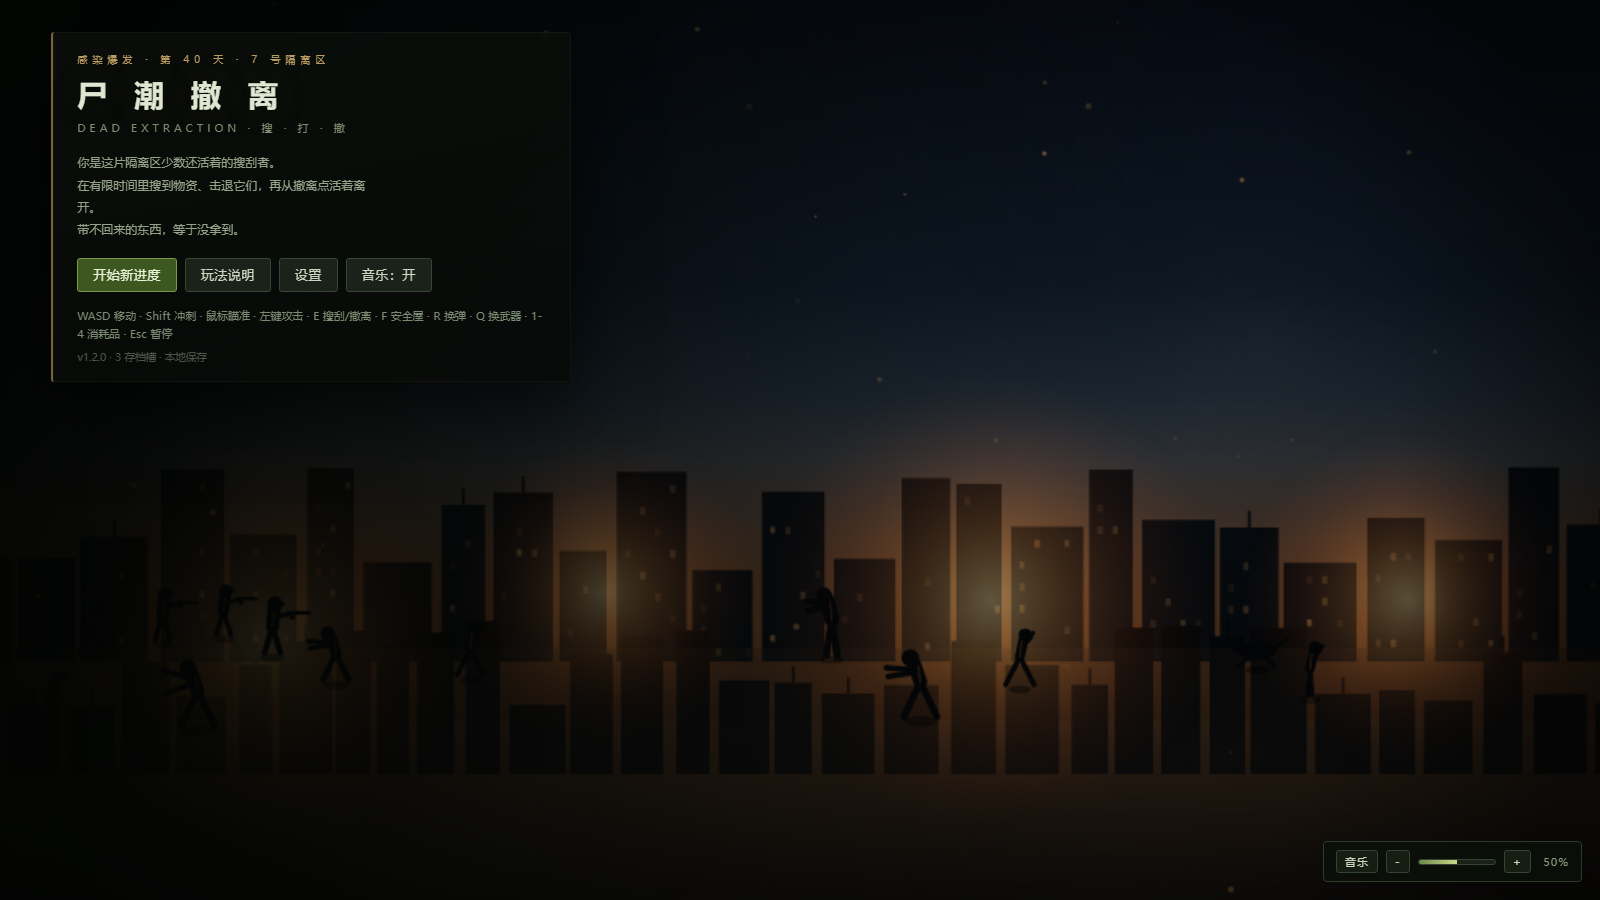 感染爆发 · 第 40 天 · 7 号隔离区
尸潮撤离
DEAD EXTRACTION · 搜 · 打 · 撤
你是这片隔离区少数还活着的搜刮者。
在有限时间里搜到物资、击退它们，再从撤离点活着离
开。
带不回来的东西，等于没拿到。
开始新进度 玩法说明 设置 音乐：开
WASD 移动 · Shift 冲刺 · 鼠标瞄准 · 左键攻击 · E 搜刮/撤离 · F 安全屋 · R 换弹 · Q 换武器 · 1-
4 消耗品 · Esc 暂停
v1.2.0 · 3 存档槽 · 本地保存
音乐 - + 50%